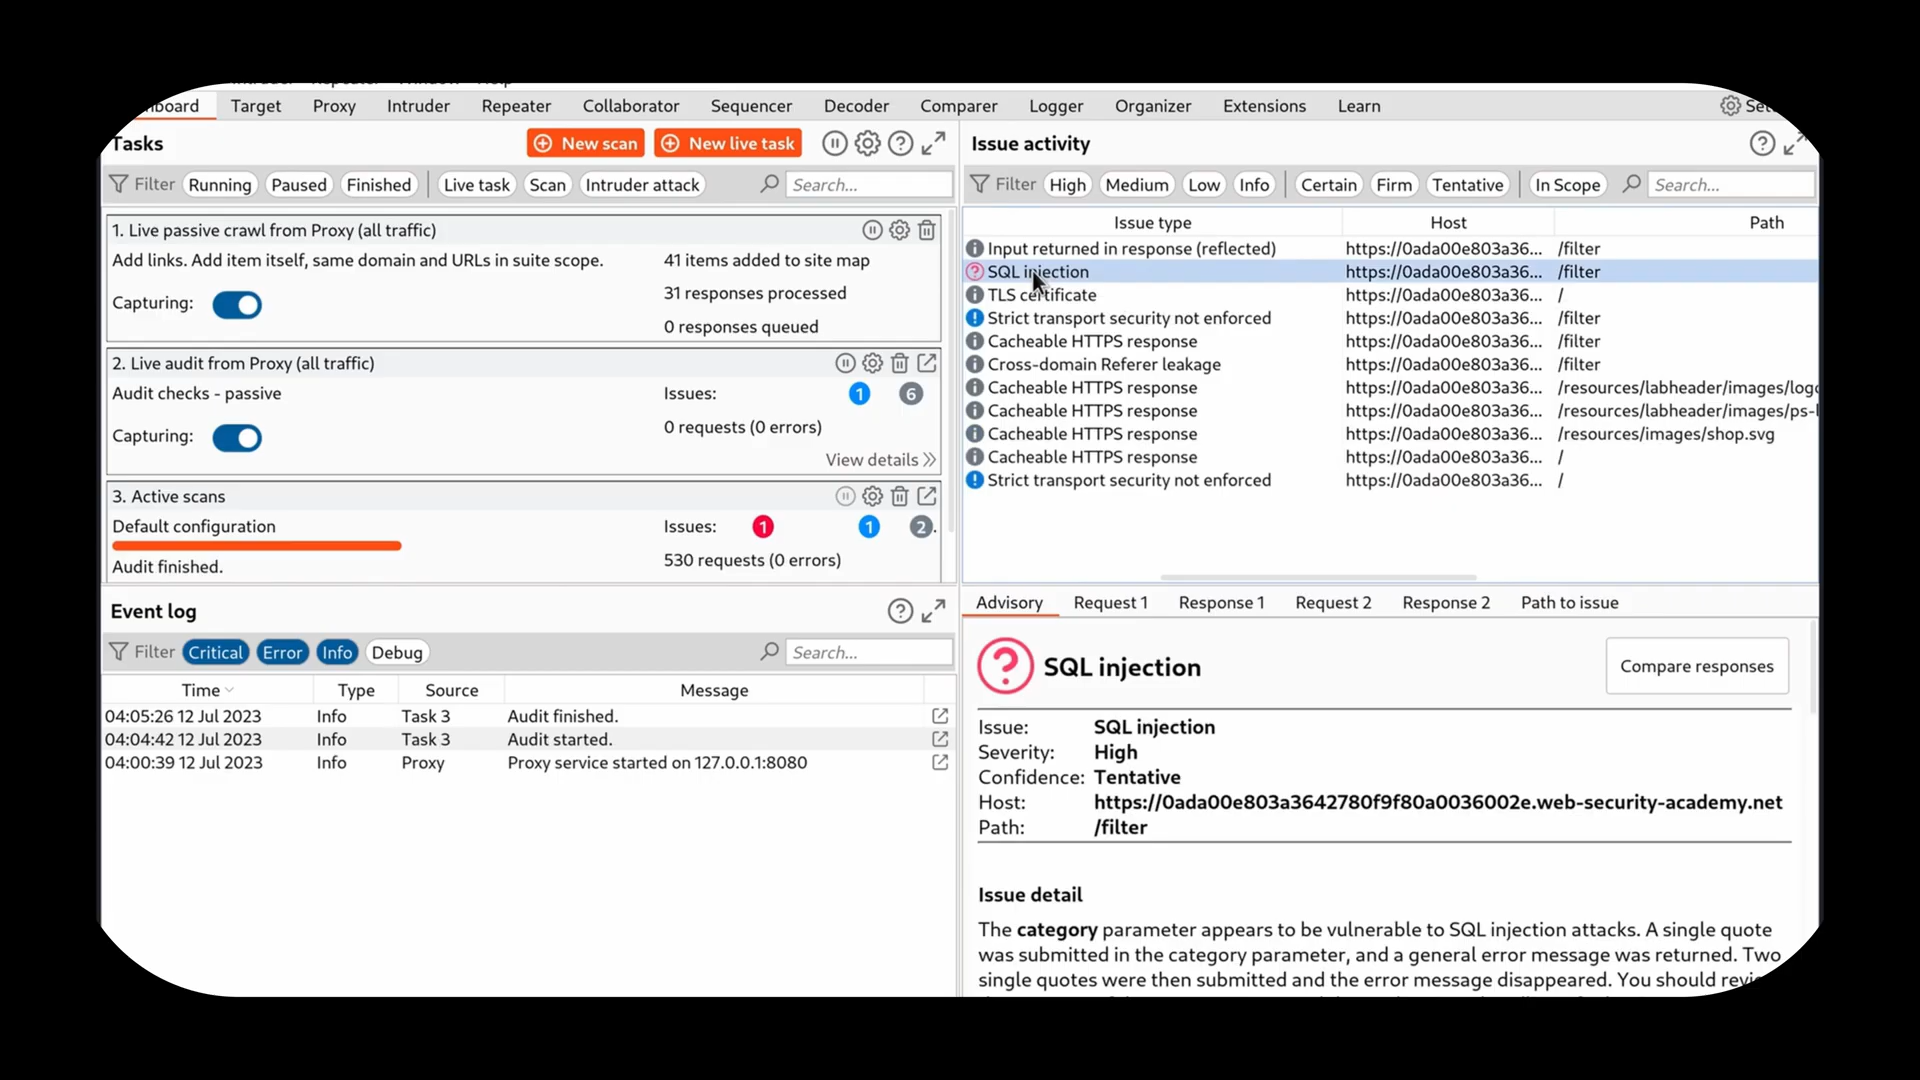 Target Proxy Intruder Repeater Collaborator Sequencer Decoder Comparer Logger Organizer Extensions Learn
Tasks
New scan
New live task
Filter Running Paused Finished Live task Scan Intruder attack Search...
1. Live passive crawl from Proxy (all traffic)
Add links. Add item itself, same domain and URLs in suite scope.
41 items added to site map
31 responses processed
Capturing:
0 responses queued
2. Live audit from Proxy (all traffic)
Audit checks - passive
Issues: 1 6
Capturing:
0 requests (0 errors)
View details
3. Active scans
Default configuration
Issues: 1 1 2
530 requests (0 errors)
Audit finished.
Event log
Filter Critical Error Info Debug Search...
Time Type Source Message
04:05:26 12 Jul 2023 Info Task 3 Audit finished.
04:04:42 12 Jul 2023 Info Task 3 Audit started.
04:00:39 12 Jul 2023 Info Proxy Proxy service started on 127.0.0.1:8080
Issue activity
Filter High Medium Low Info Certain Firm Tentative In Scope Search...
Issue type Host Path
Input returned in response (reflected) https://0ada00e803a36... /filter
SQL injection https://0ada00e803a36... /filter
TLS certificate https://0ada00e803a36... /
Strict transport security not enforced https://0ada00e803a36... /filter
Cacheable HTTPS response https://0ada00e803a36... /filter
Cross-domain Referer leakage https://0ada00e803a36... /filter
Cacheable HTTPS response https://0ada00e803a36... /resources/labheader/images/logo
Cacheable HTTPS response https://0ada00e803a36... /resources/labheader/images/ps-l
Cacheable HTTPS response https://0ada00e803a36... /resources/images/shop.svg
Cacheable HTTPS response https://0ada00e803a36... /
Strict transport security not enforced https://0ada00e803a36... /
Advisory Request 1 Response 1 Request 2 Response 2 Path to issue
SQL injection
Compare responses
Issue: SQL injection
Severity: High
Confidence: Tentative
Host: https://0ada00e803a3642780f9f80a0036002e.web-security-academy.net
Path: /filter
Issue detail
The category parameter appears to be vulnerable to SQL injection attacks. A single quote
was submitted in the category parameter, and a general error message was returned. Two
single quotes were then submitted and the error message disappeared. You should